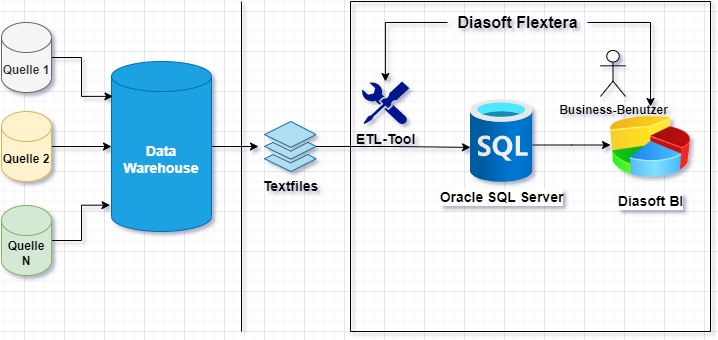 Diasoft Flextera
Quelle 1
Quelle 2
Quelle
N
Data
Warehouse
Textfiles
ETL-Tool
SQL
Oracle SQL Server
Business-Benutzer
Diasoft BI